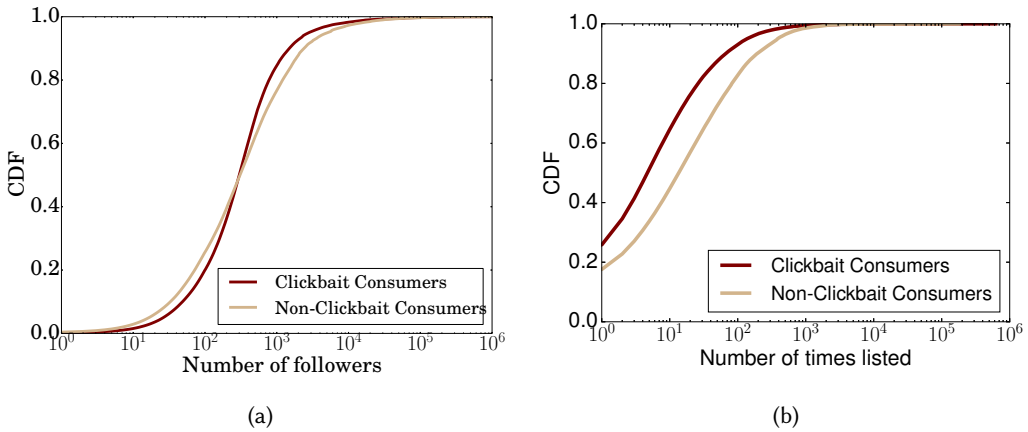 1.0
0.8
0.6
0.4
0.2
0.0
CDF
10^0 10^1 10^2 10^3 10^4 10^5 10^6
Number of followers
Clickbait Consumers
Non-Clickbait Consumers
(a)
1.0
0.8
0.6
0.4
0.2
0.0
CDF
10^0 10^1 10^2 10^3 10^4 10^5 10^6
Number of times listed
Clickbait Consumers
Non-Clickbait Consumers
(b)